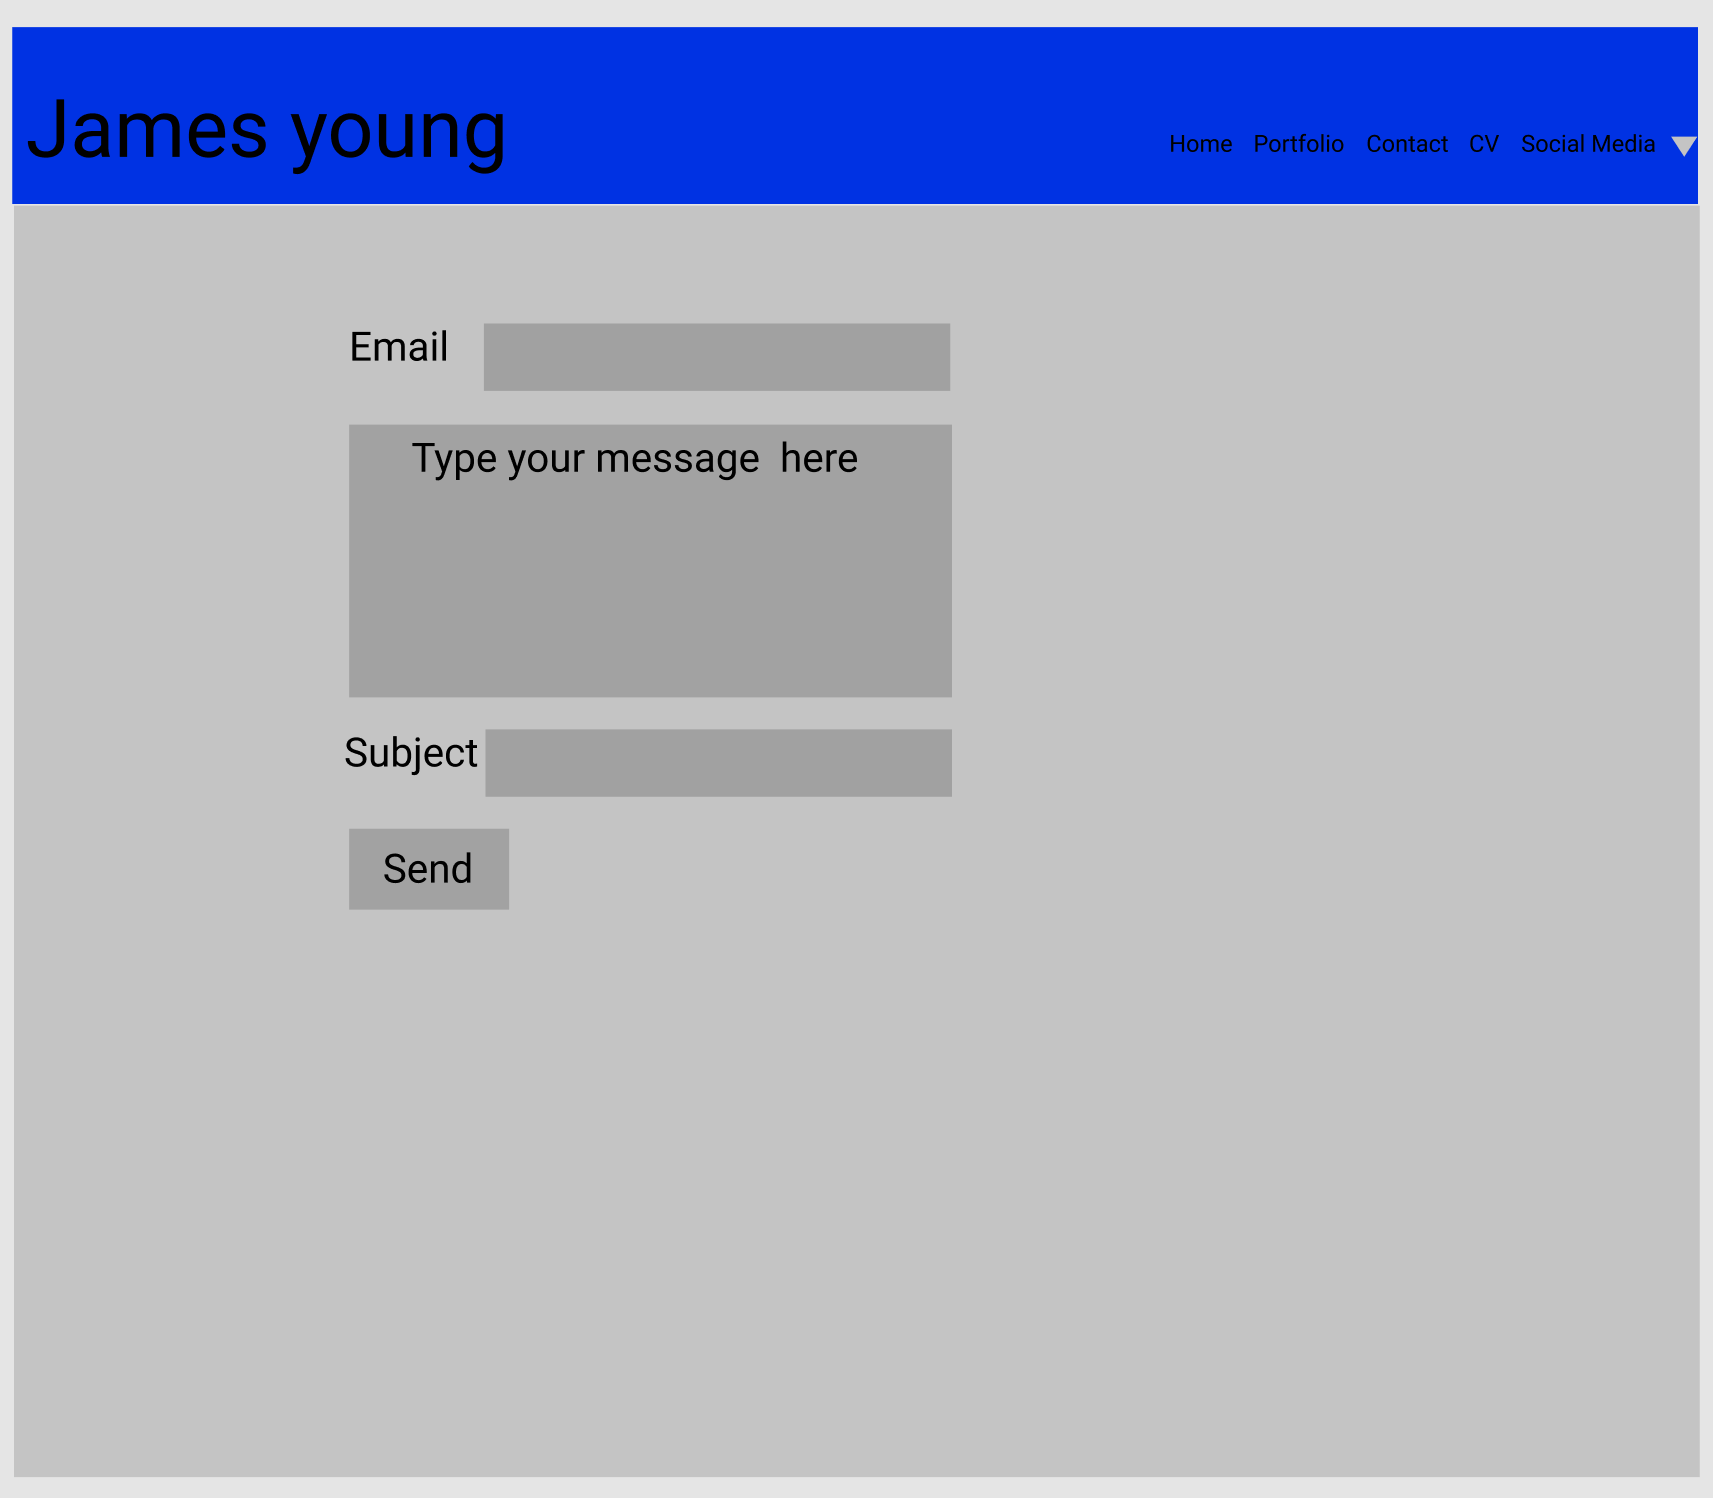 James young
Home Portfolio Contact CV Social Media
Email
Type your message  here
Subject
Send